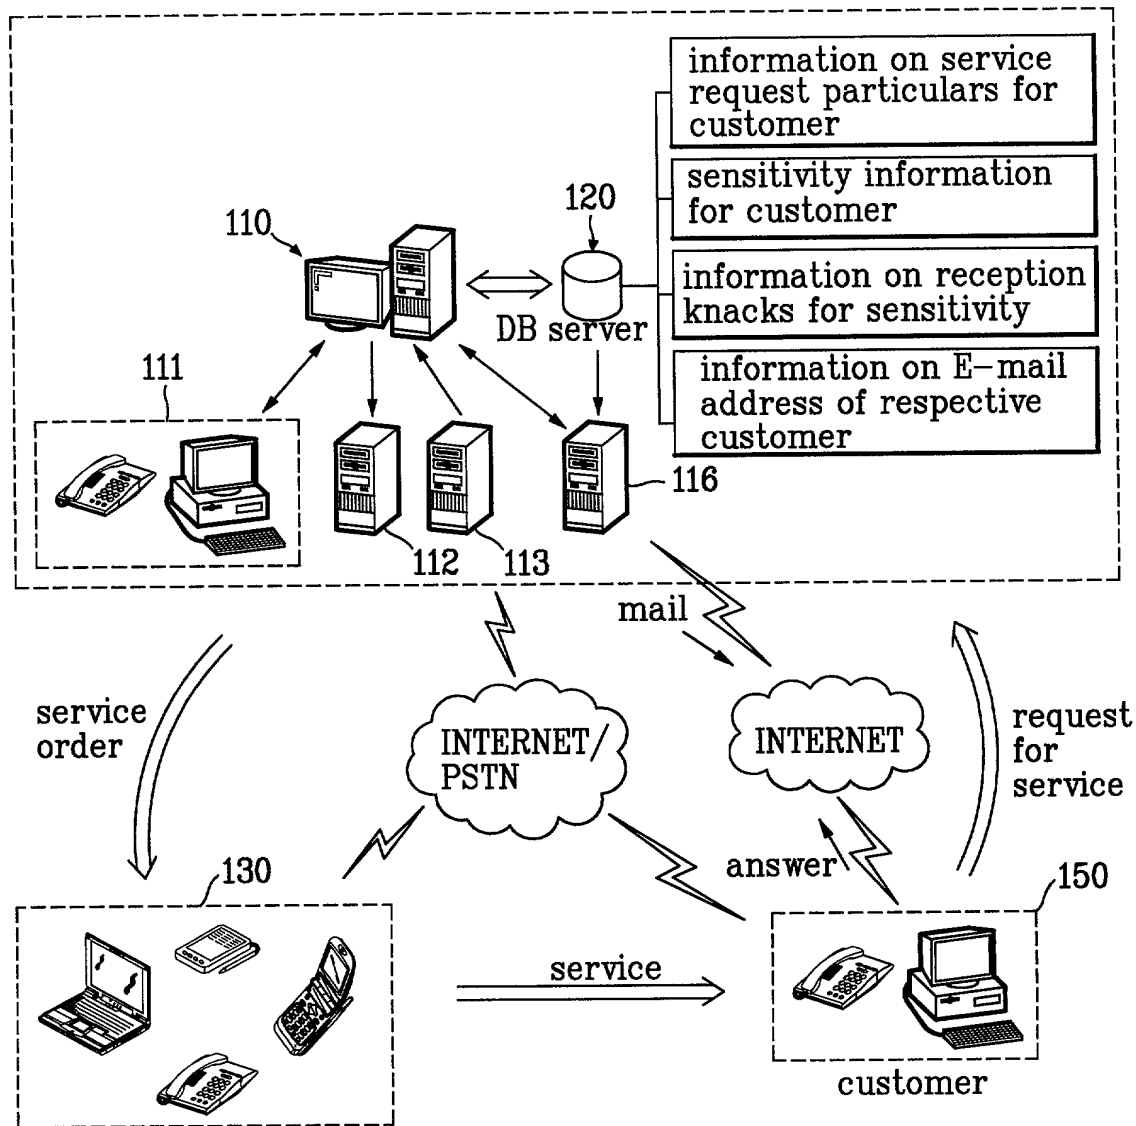 information on service
request particulars for
customer
sensitivity information
for customer
120
110
information on reception
knacks for sensitivity
DB server
111
information on E-mail
address of respective
customer
116
112
113
mail
service
order
INTERNET/
PSTN
INTERNET
request
for
service
answer
130
150
service
customer